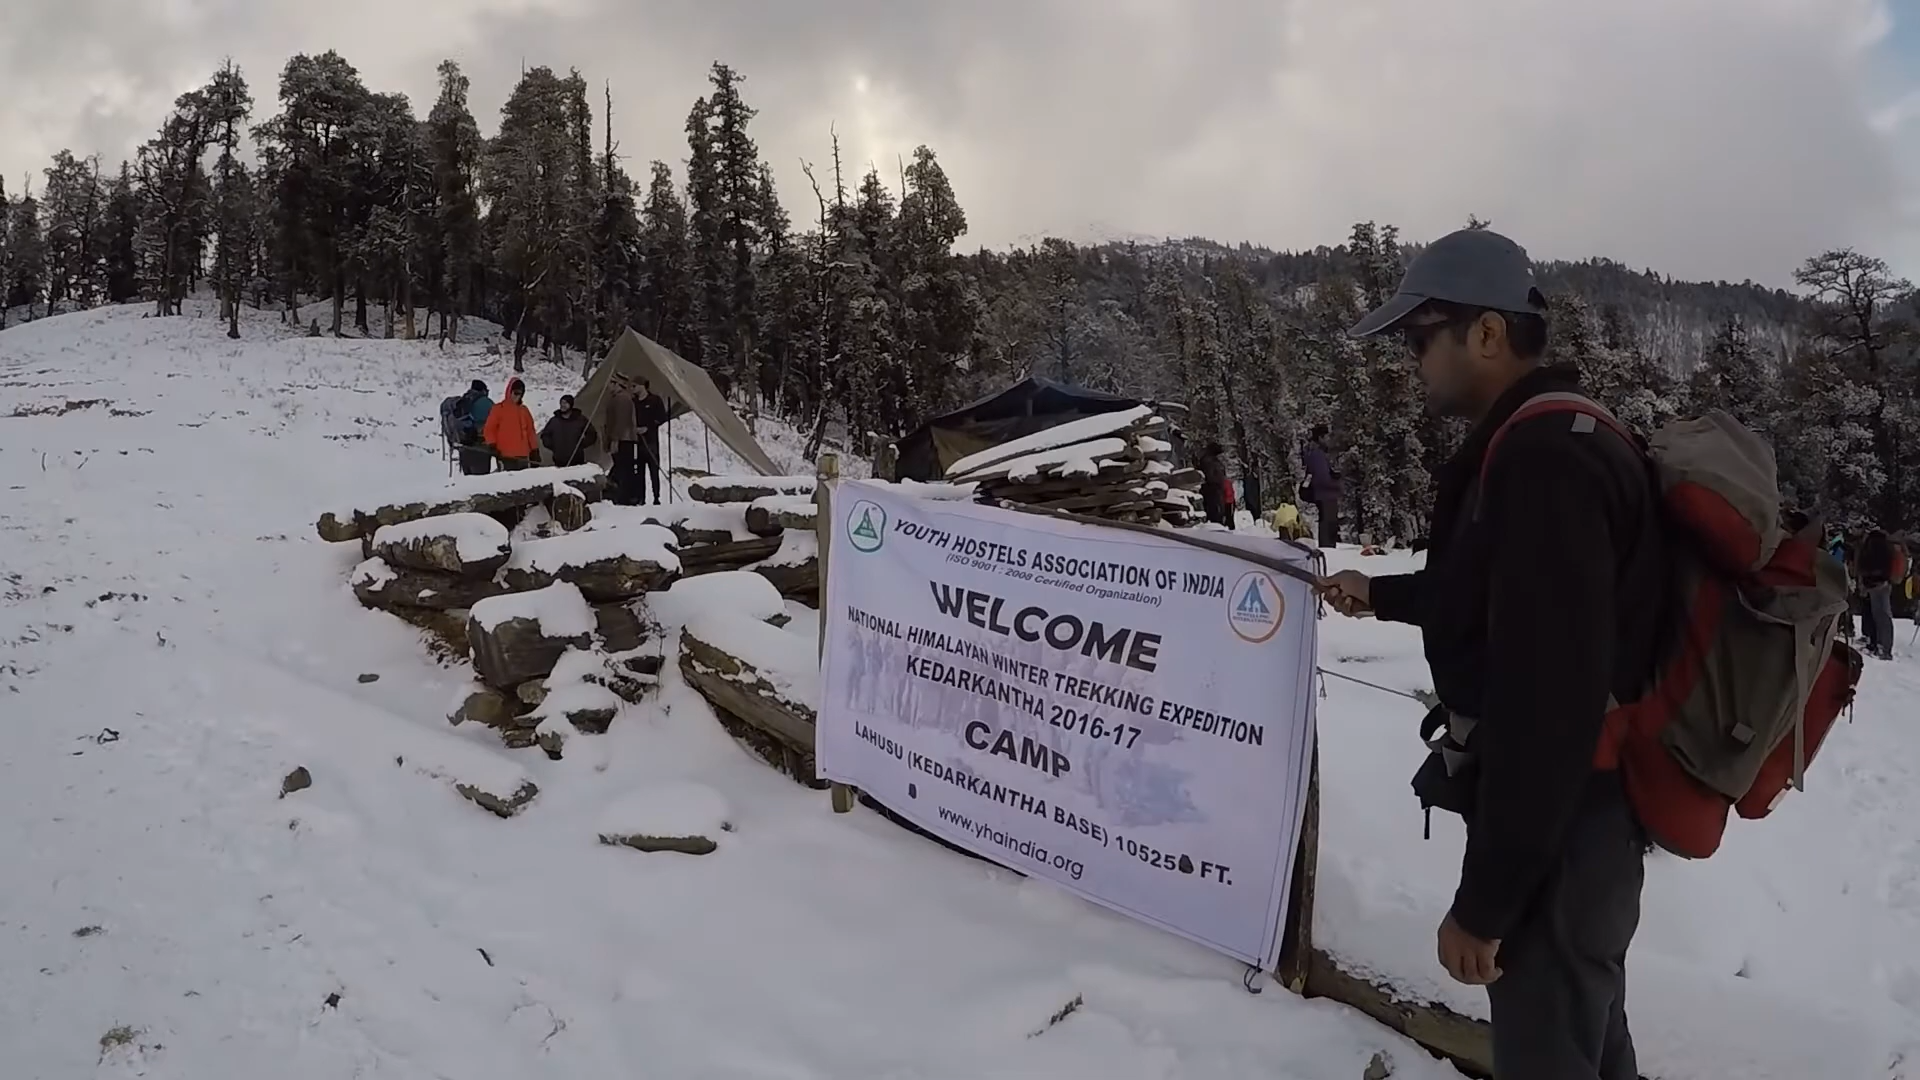 YOUTH HOSTELS ASSOCIATION OF INDIA
(ISO 9001 : 2008 Certified Organization)
WELCOME
NATIONAL HIMALAYAN WINTER TREKKING EXPEDITION
KEDARKANTHA 2016-17
CAMP
LAHUSU (KEDARKANTHA BASE) 10525 FT.
www.yhaindia.org